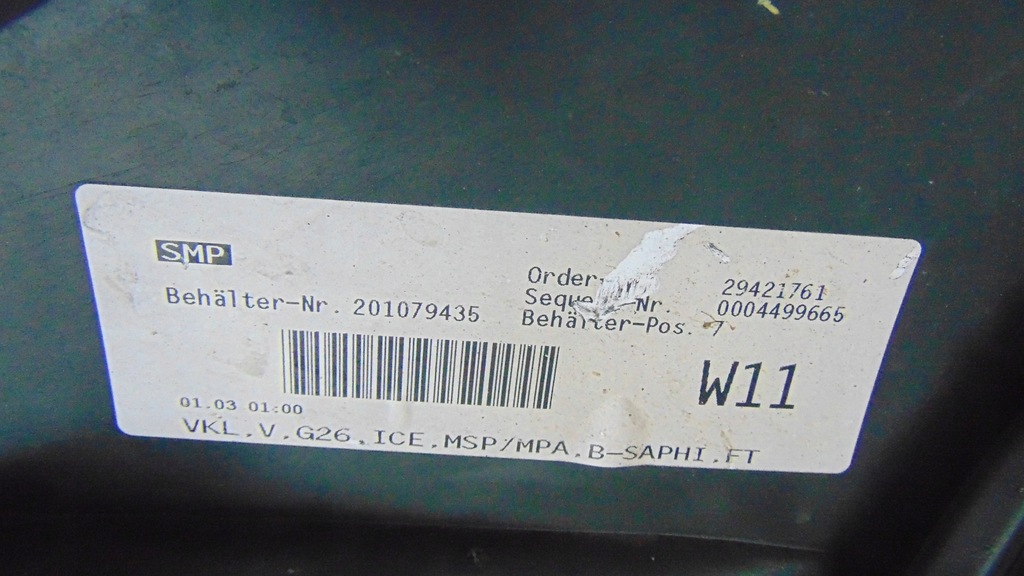 SMP
Behälter-Nr. 201079435
Order- 29421761
Nr. 0004499665
Behälter-Pos. 7
W11
01.03 01:00
VKL,V,G26,ICE,MSP/MPA,B-SAPHI,FT